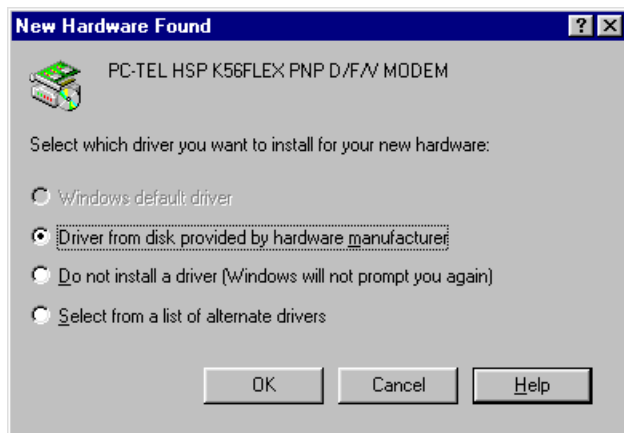 New Hardware Found
PC-TEL HSP K56FLEX PNP D/F/V MODEM
Select which driver you want to install for your new hardware:
Windows default driver
Driver from disk provided by hardware manufacturer
Do not install a driver (Windows will not prompt you again)
Select from a list of alternate drivers
OK Cancel Help